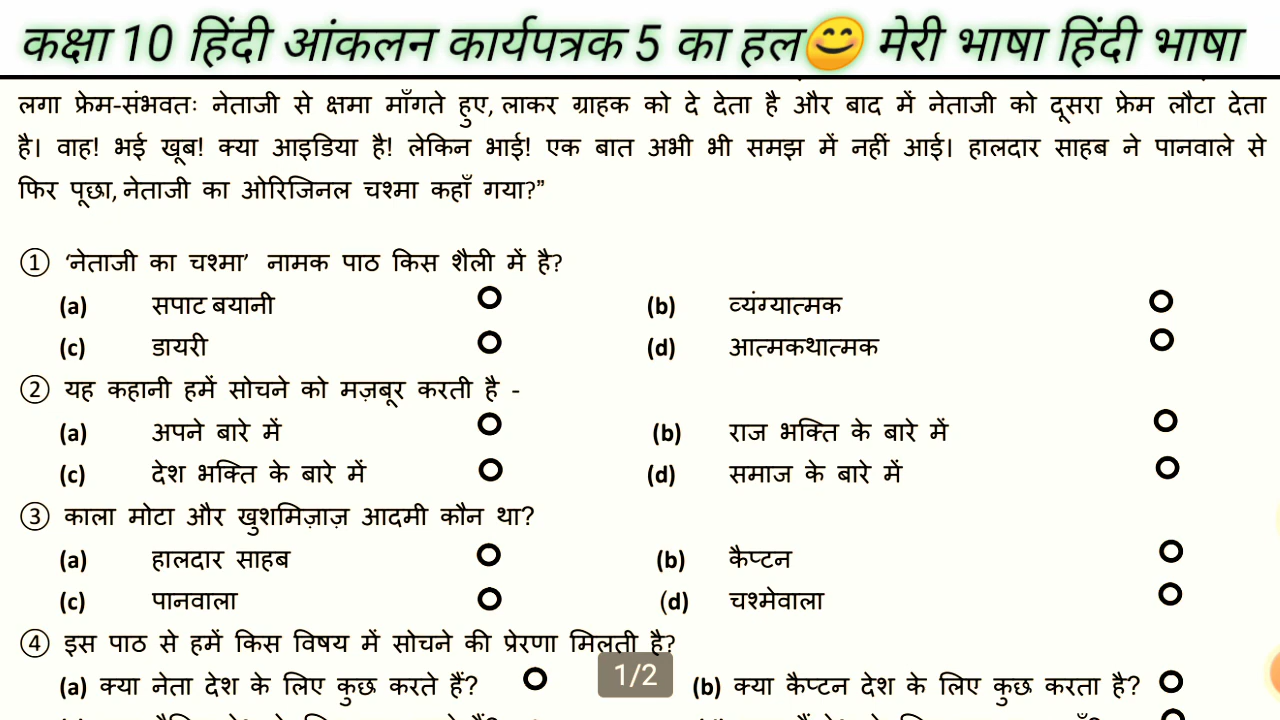 कक्षा 10 हिंदी आंकलन कार्यपत्रक 5 का हल😊 मेरी भाषा हिंदी भाषा
लगा फ्रेम-संभवतः नेताजी से क्षमा माँगते हुए, लाकर ग्राहक को दे देता है और बाद में नेताजी को दूसरा फ्रेम लौटा देता
है। वाह! भई खूब! क्या आइडिया है! लेकिन भाई! एक बात अभी भी समझ में नहीं आई। हालदार साहब ने पानवाले से
फिर पूछा, नेताजी का ओरिजिनल चश्मा कहाँ गया?”
① ‘नेताजी का चश्मा’ नामक पाठ किस शैली में है?
(a) सपाट बयानी (b) व्यंग्यात्मक
(c) डायरी (d) आत्मकथात्मक
② यह कहानी हमें सोचने को मज़बूर करती है -
(a) अपने बारे में (b) राज भक्ति के बारे में
(c) देश भक्ति के बारे में (d) समाज के बारे में
③ काला मोटा और खुशमिज़ाज़ आदमी कौन था?
(a) हालदार साहब (b) कैप्टन
(c) पानवाला (d) चश्मेवाला
④ इस पाठ से हमें किस विषय में सोचने की प्रेरणा मिलती है?
1/2
(a) क्या नेता देश के लिए कुछ करते हैं? (b) क्या कैप्टन देश के लिए कुछ करता है?